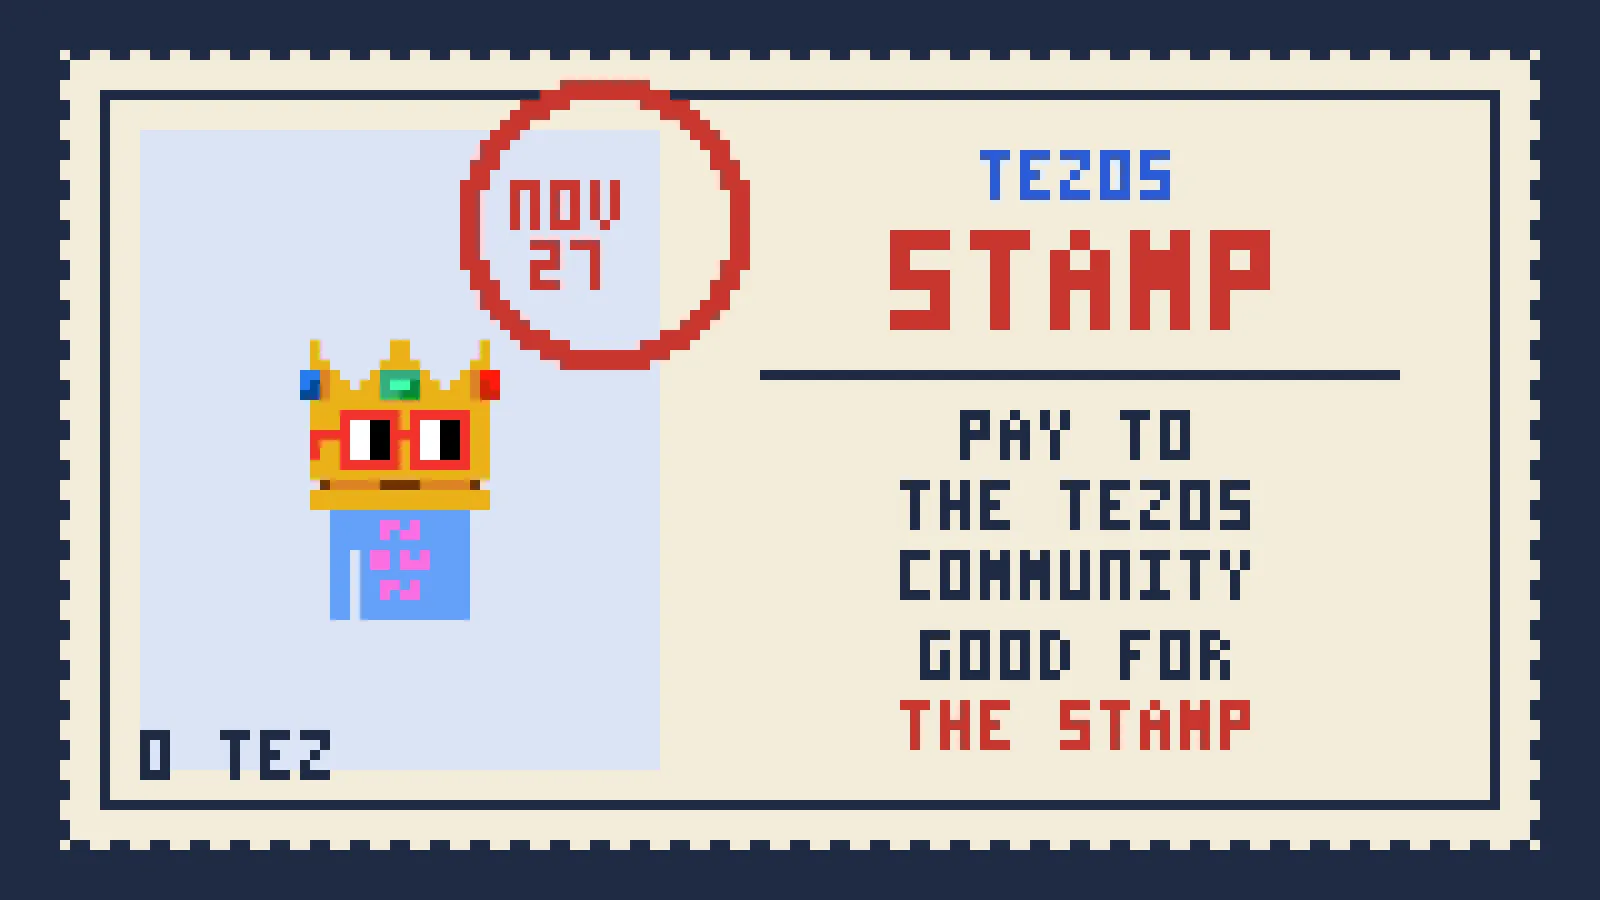 NOV
27
0 TEZ
TEZOS
STAMP
PAY TO
THE TEZOS
COMMUNITY
GOOD FOR
THE STAMP